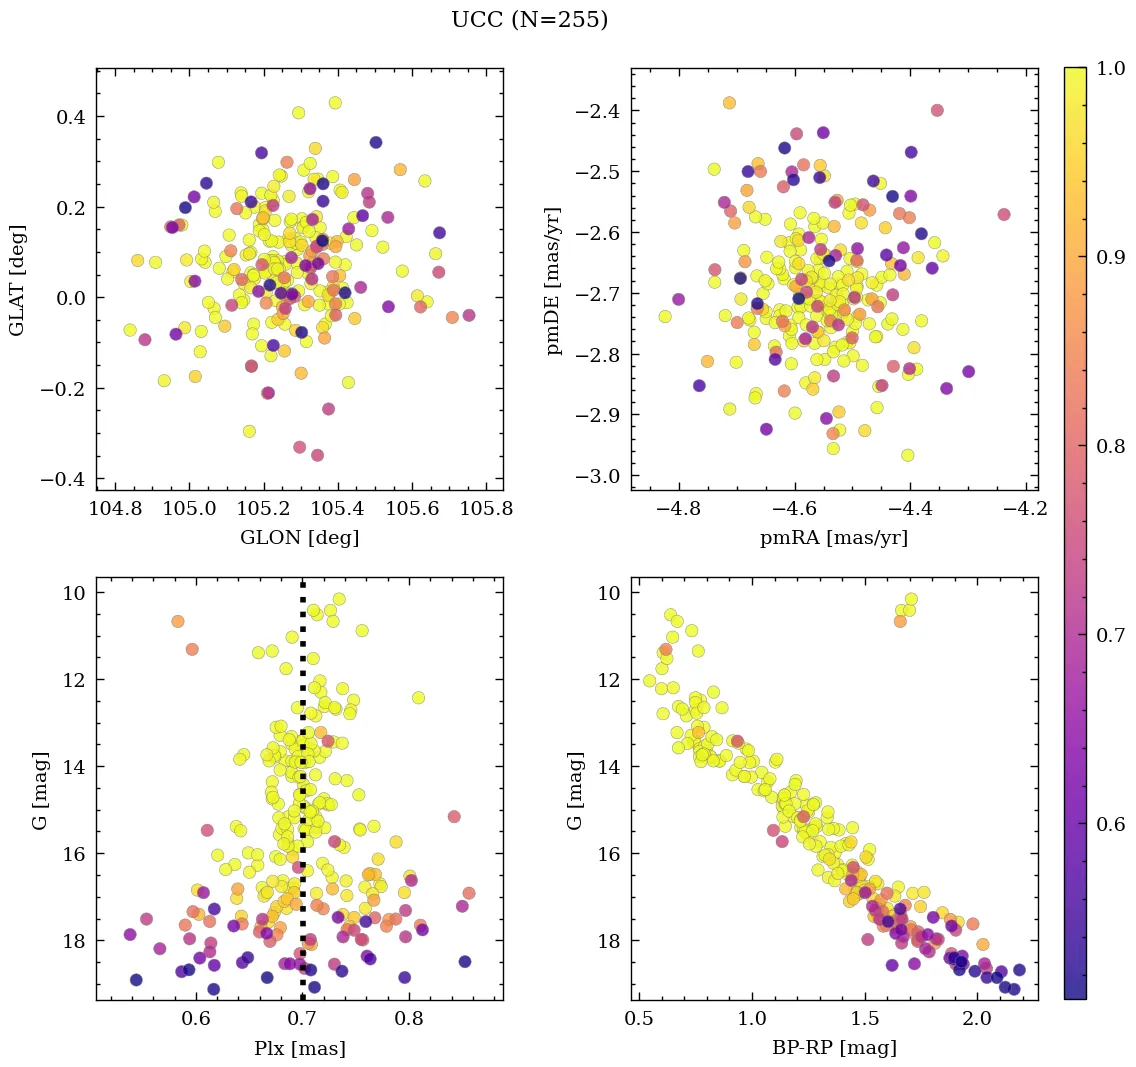 UCC (N=255)
0.4
0.2
0.0
−0.2
−0.4
GLAT [deg]
104.8 105.0 105.2 105.4 105.6 105.8
GLON [deg]
−2.4
−2.5
−2.6
−2.7
−2.8
−2.9
−3.0
pmDE [mas/yr]
−4.8 −4.6 −4.4 −4.2
pmRA [mas/yr]
10
12
14
16
18
G [mag]
0.6 0.7 0.8
Plx [mas]
10
12
14
16
18
G [mag]
0.5 1.0 1.5 2.0
BP-RP [mag]
1.0
0.9
0.8
0.7
0.6